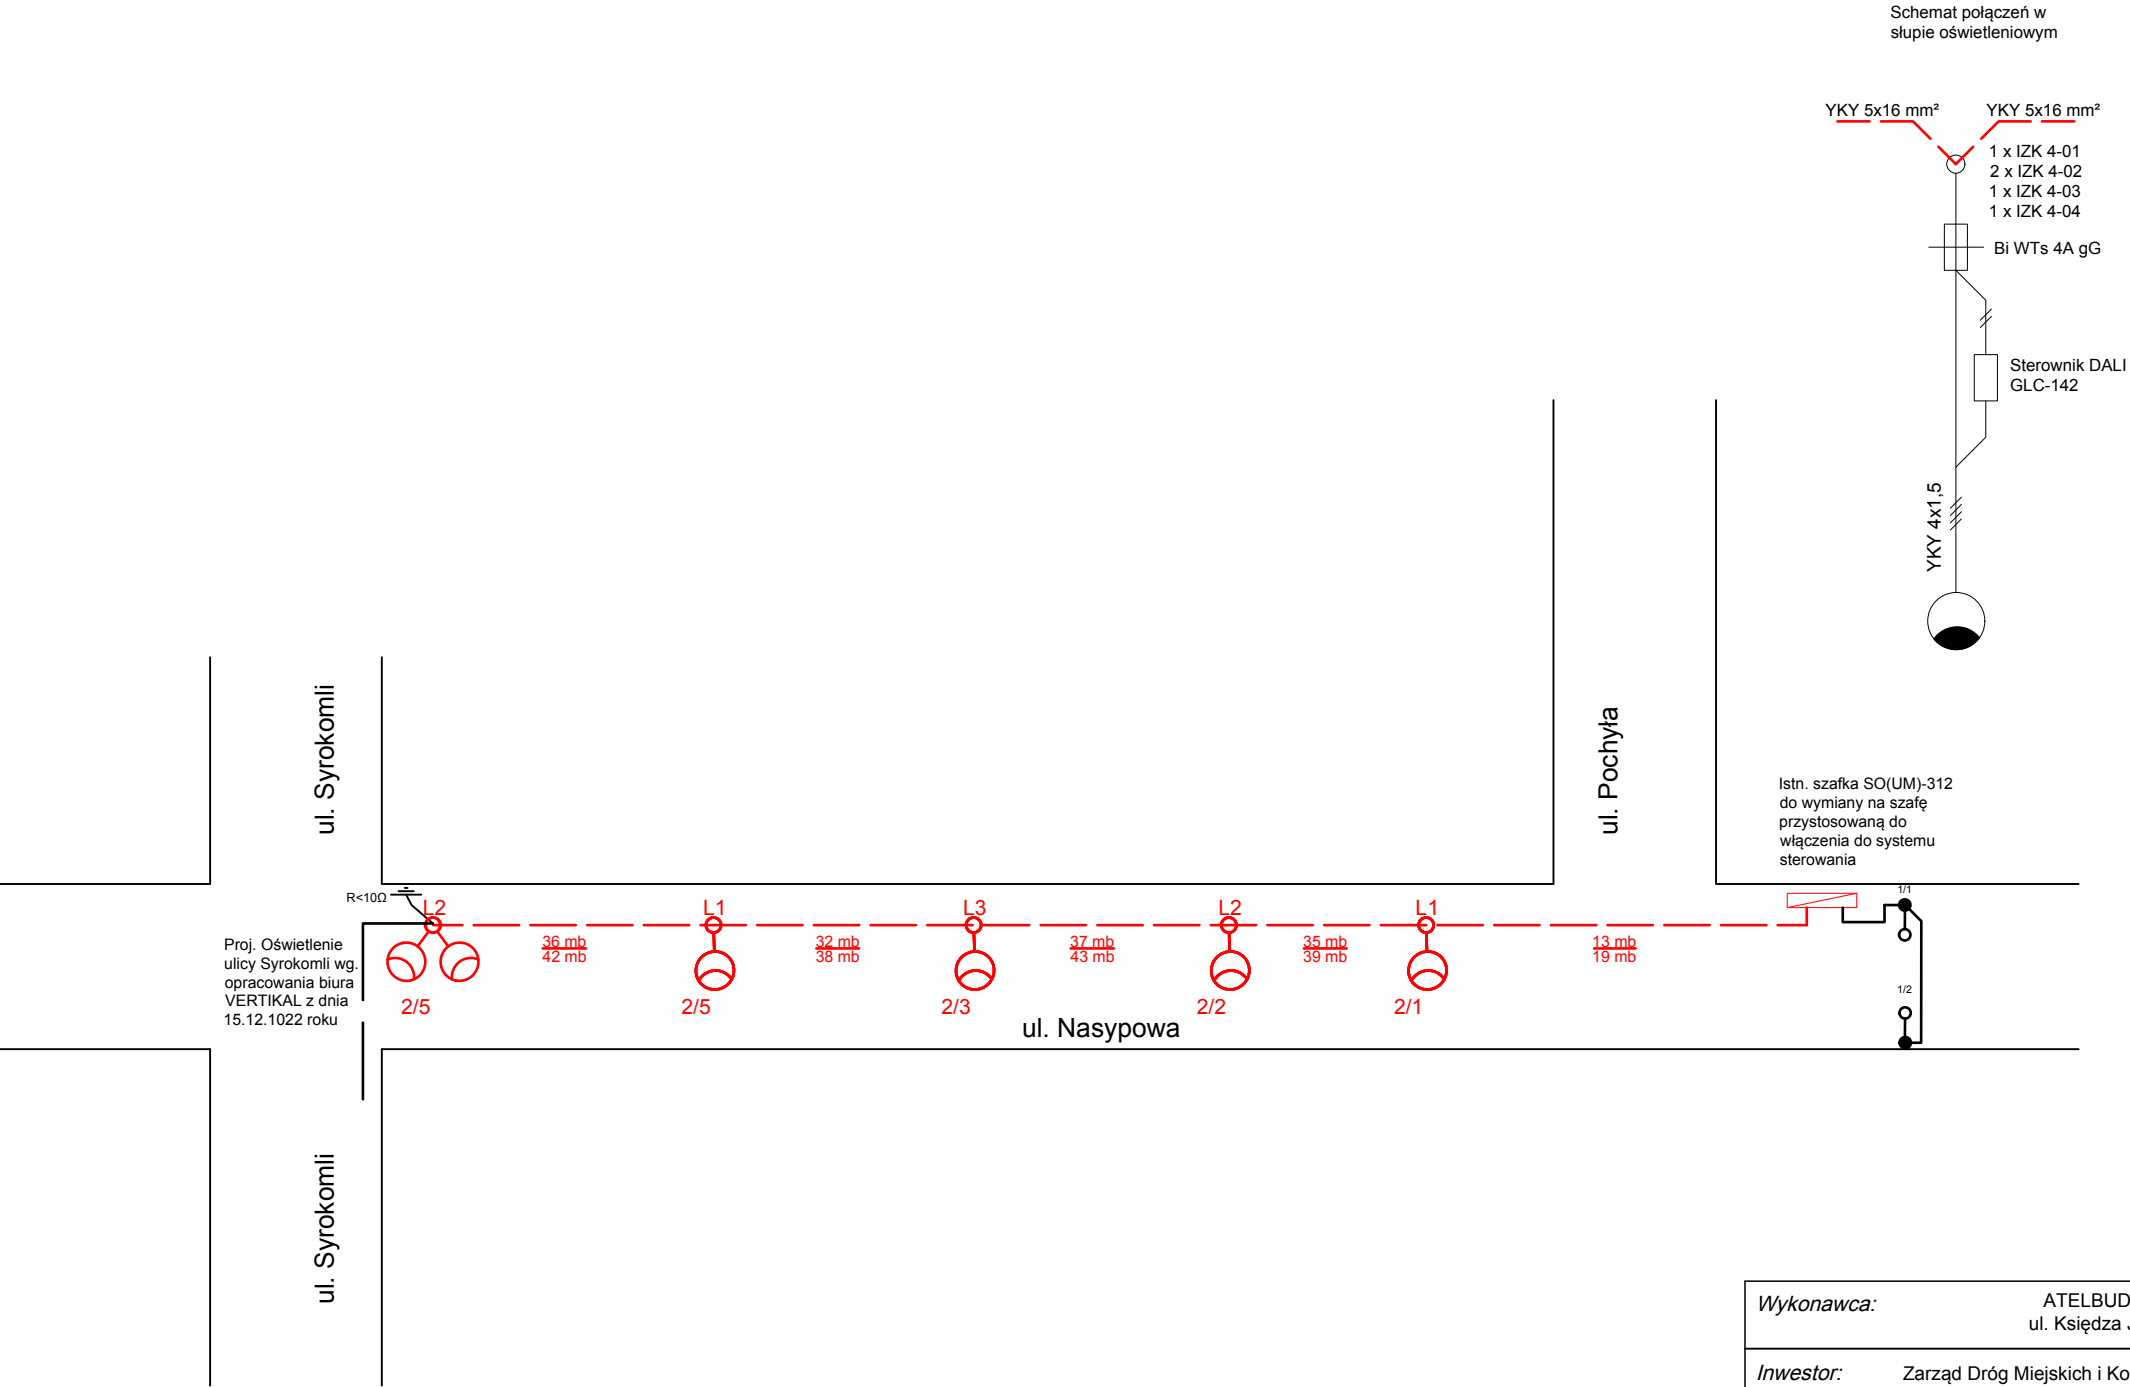 Schemat połączeń w
słupie oświetleniowym
YKY 5x16 mm²
YKY 5x16 mm²
1 x IZK 4-01
2 x IZK 4-02
1 x IZK 4-03
1 x IZK 4-04
Bi WTs 4A gG
Sterownik DALI
GLC-142
YKY 4x1,5
ul. Syrokomli
ul. Pochyła
Istn. szafka SO(UM)-312
do wymiany na szafę
przystosowaną do
włączenia do systemu
sterowania
R<10Ω
L2
L1
L3
L2
L1
1/1
36 mb
42 mb
32 mb
38 mb
37 mb
43 mb
35 mb
39 mb
13 mb
19 mb
Proj. Oświetlenie
ulicy Syrokomli wg.
opracowania biura
VERTIKAL z dnia
15.12.1022 roku
1/2
2/5
2/5
2/3
2/2
2/1
ul. Nasypowa
ul. Syrokomli
Wykonawca:
ATELBUD
ul. Księdza J
Inwestor:
Zarząd Dróg Miejskich i Ko